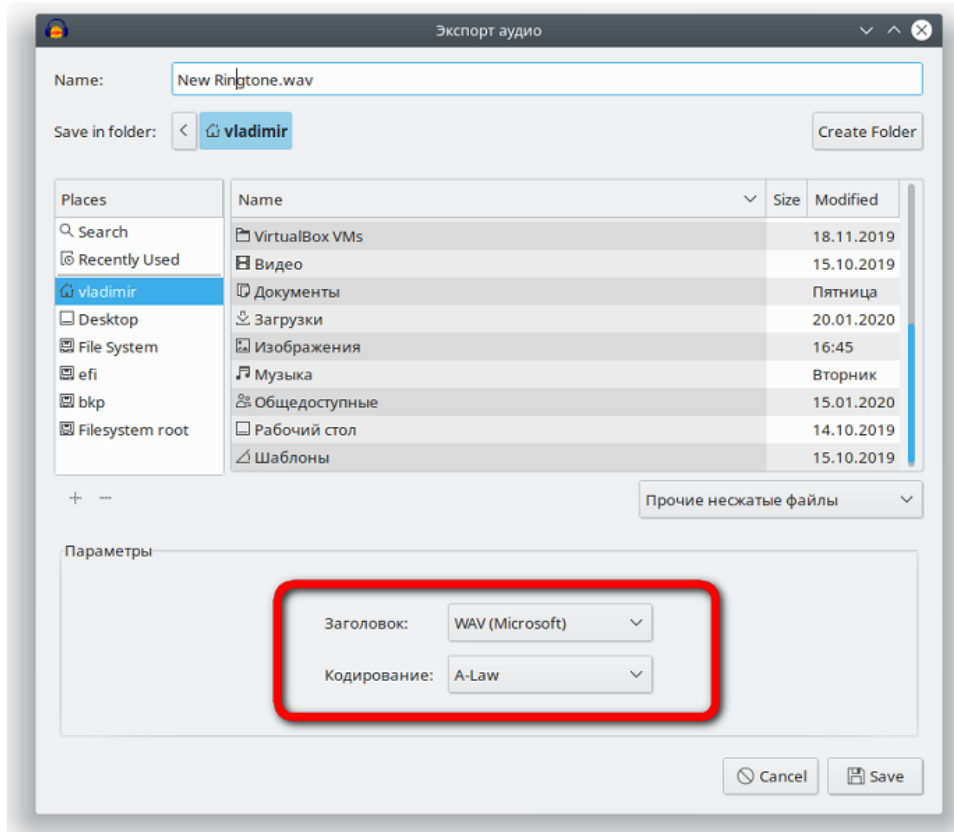 Экспорт аудио
Name: New Ringtone.wav
Save in folder: vladimir Create Folder
Places Name Size Modified
Search
Recently Used
vladimir
Desktop
File System
efi
bkp
Filesystem root
VirtualBox VMs 18.11.2019
Видео 15.10.2019
Документы Пятница
Загрузки 20.01.2020
Изображения 16:45
Музыка Вторник
Общедоступные 15.01.2020
Рабочий стол 14.10.2019
Шаблоны 15.10.2019
Прочие несжатые файлы
Параметры
Заголовок: WAV (Microsoft)
Кодирование: A-Law
Cancel Save